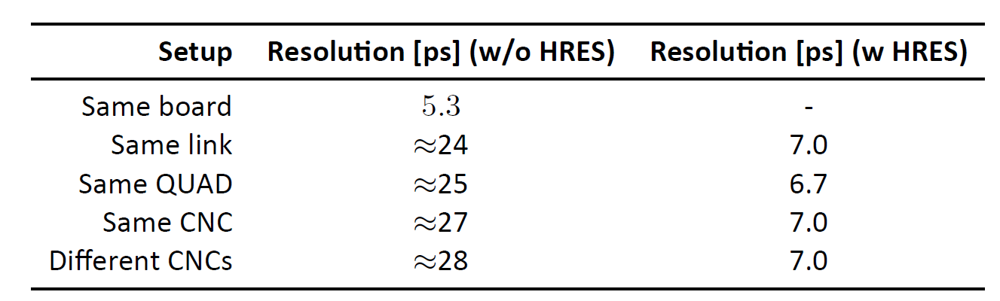 Setup Resolution [ps] (w/o HRES) Resolution [ps] (w HRES)
Same board 5.3 -
Same link ≈24 7.0
Same QUAD ≈25 6.7
Same CNC ≈27 7.0
Different CNCs ≈28 7.0